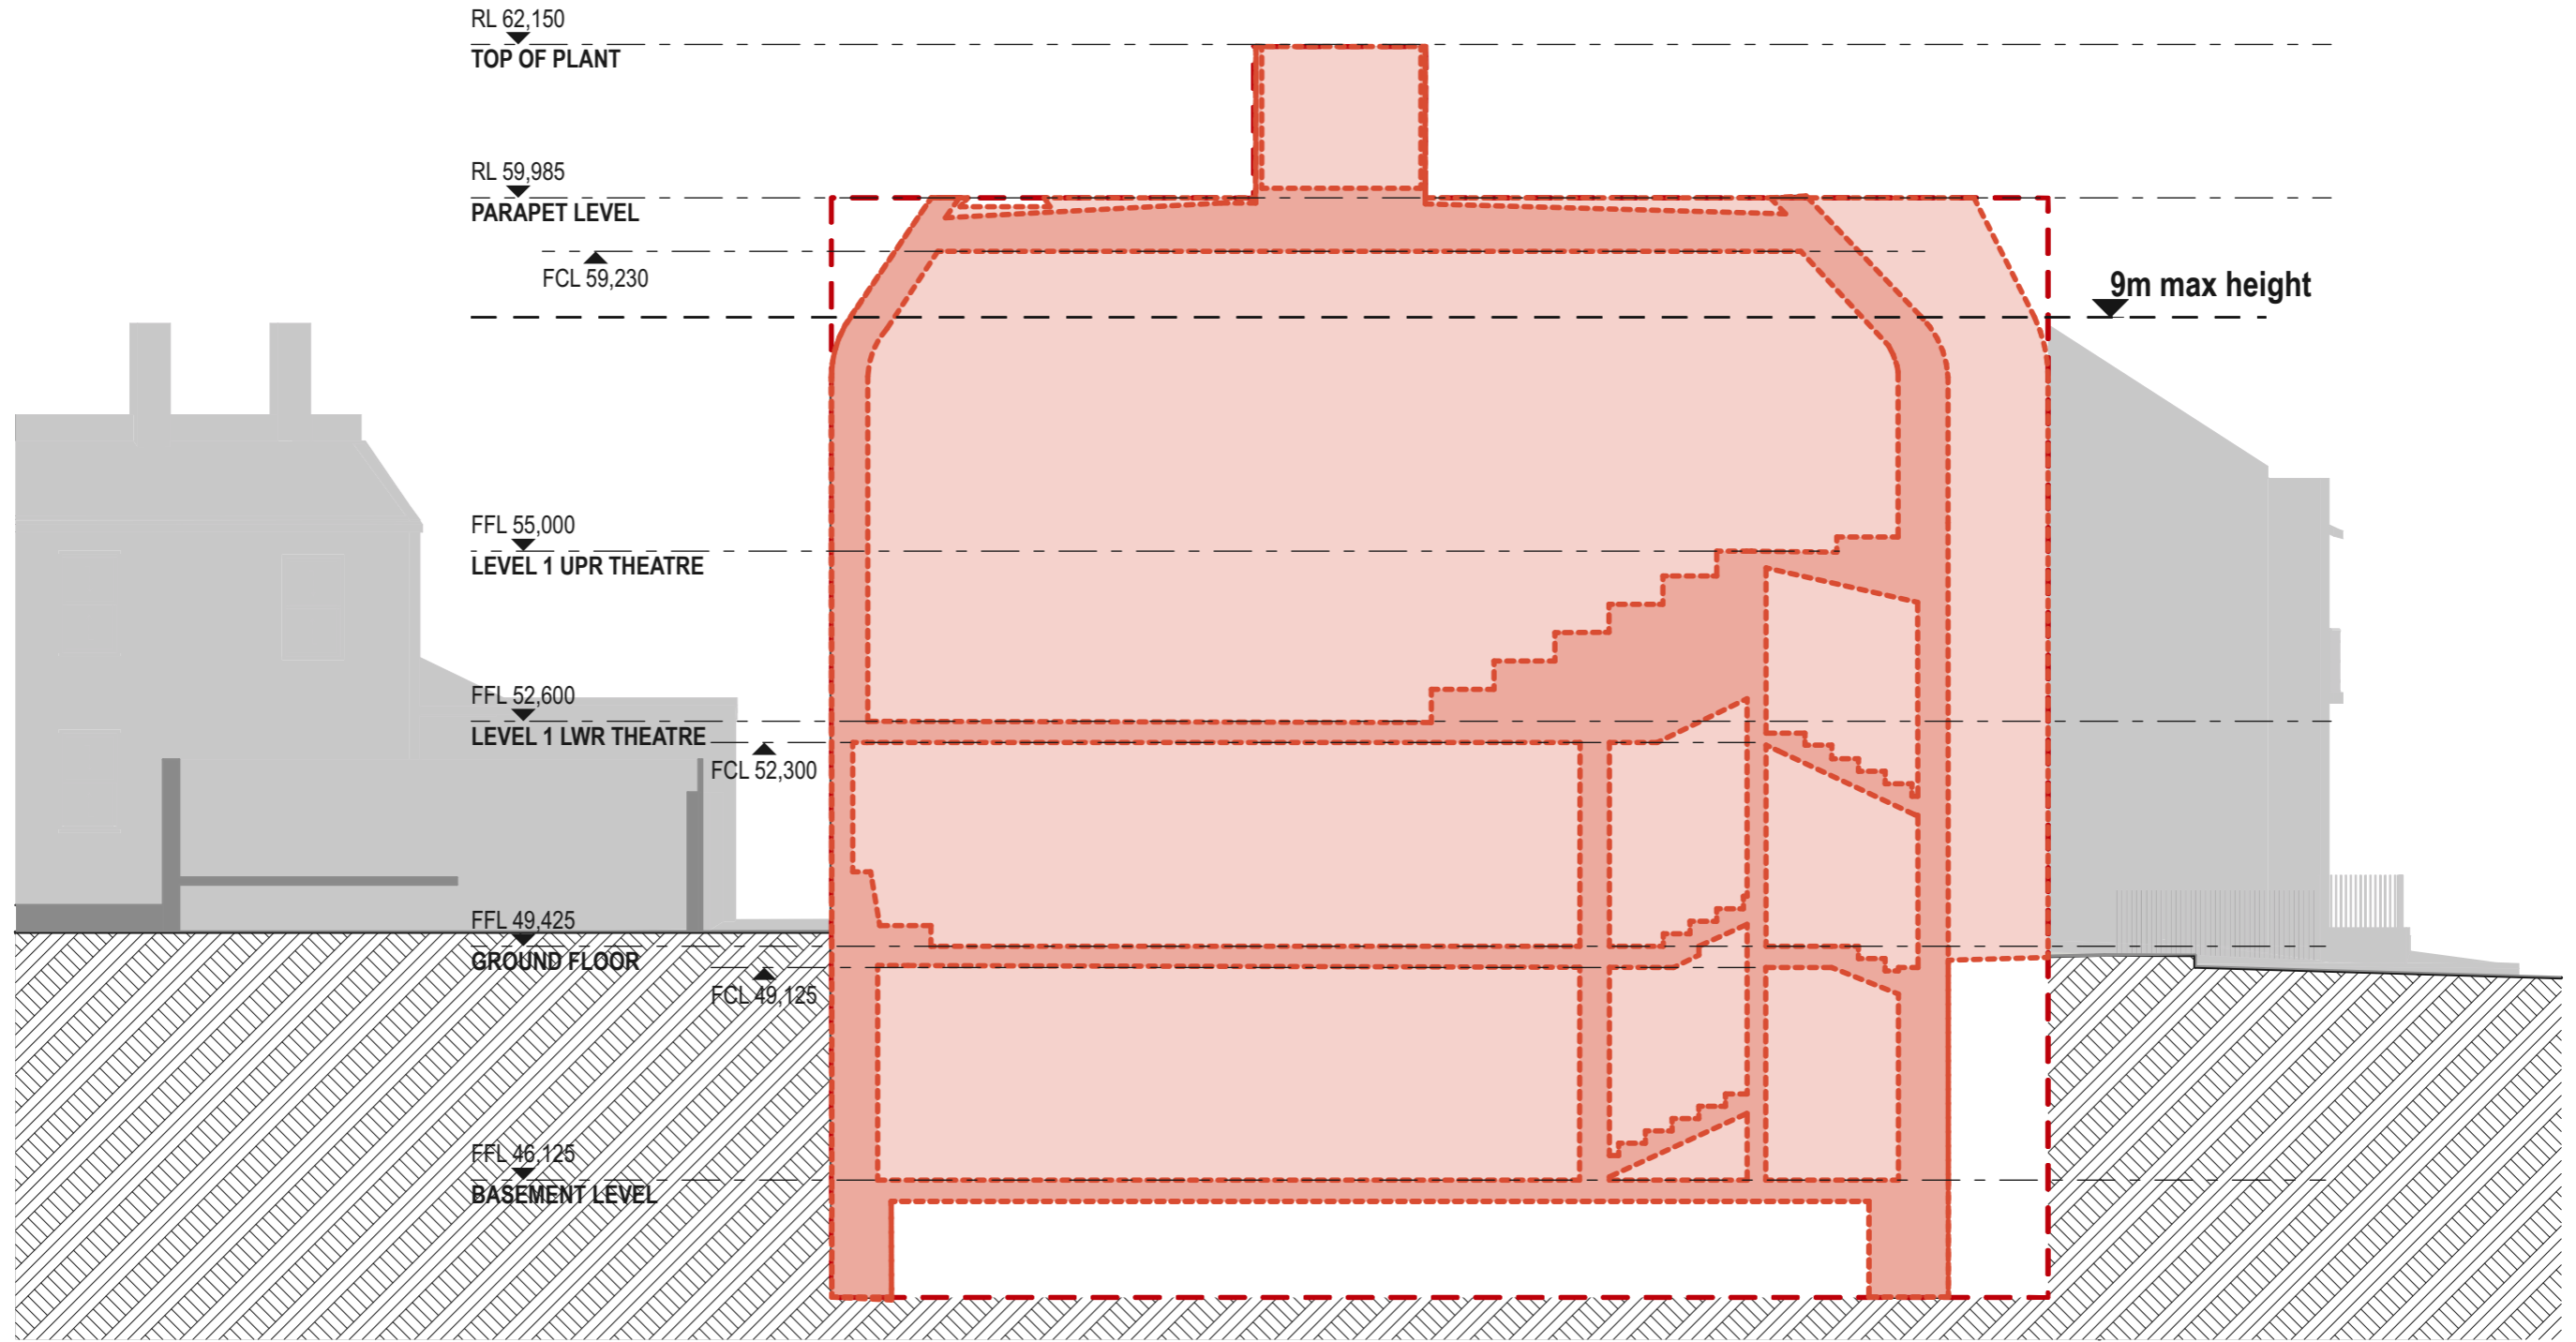 RL 62,150
TOP OF PLANT
RL 59,985
PARAPET LEVEL
FCL 59,230
9m max height
FFL 55,000
LEVEL 1 UPR THEATRE
FFL 52,600
LEVEL 1 LWR THEATRE
FCL 52,300
FFL 49,425
GROUND FLOOR
FCL 49,125
FFL 46,125
BASEMENT LEVEL